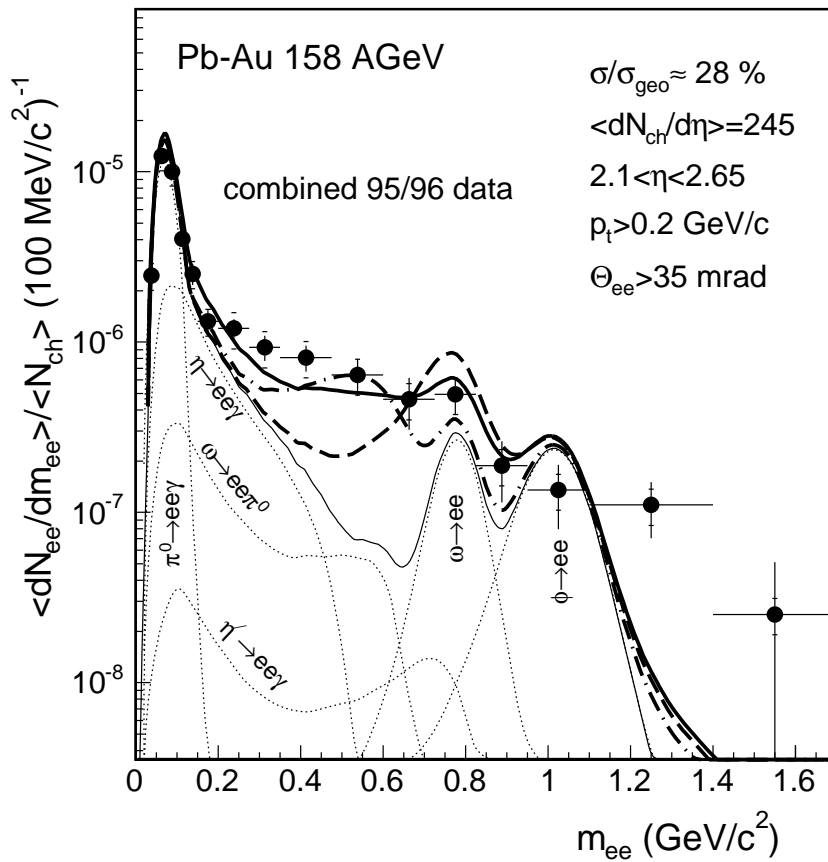 Pb-Au 158 AGeV
σ/σgeo ≈ 28 %
<dNch/dη>=245
combined 95/96 data
2.1<η<2.65
pt>0.2 GeV/c
Θee>35 mrad
<dNee/dmee>/<Nch> (100 MeV/c²)⁻¹
10⁻⁵
10⁻⁶
10⁻⁷
10⁻⁸
η→eeγ
ω→eeπ⁰
π⁰→eeγ
η′→eeγ
ω→ee
φ→ee
0 0.2 0.4 0.6 0.8 1 1.2 1.4 1.6
mee (GeV/c²)